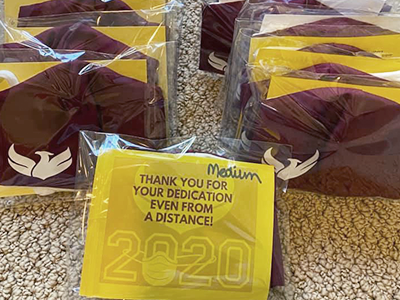 Medium
THANK YOU FOR
YOUR DEDICATION
EVEN FROM
A DISTANCE!
2020